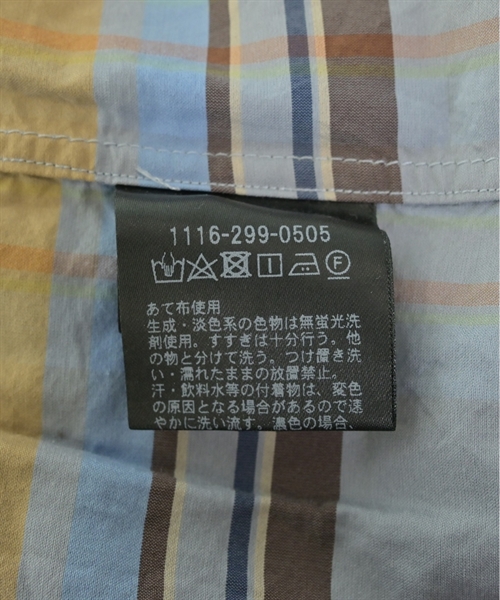 1116-299-0505
あて布使用
生成・淡色系の色物は無蛍光洗
剤使用。すすぎは十分行う。他
の物と分けて洗う。つけ置き洗
い・濡れたままの放置禁止。
汗・飲料水等の付着物は、変色
の原因となる場合があるので速
やかに洗い流す。濃色の場合、